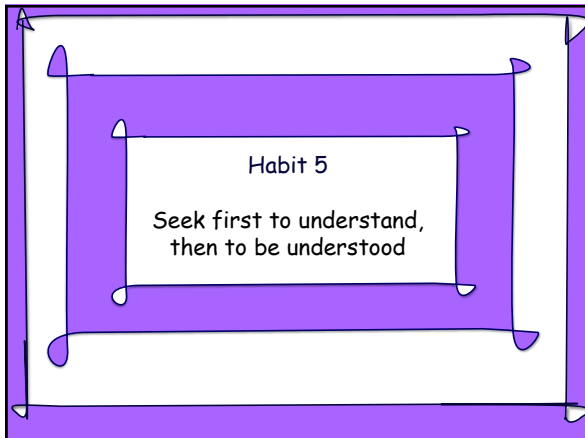 Habit 5
Seek first to understand,
then to be understood